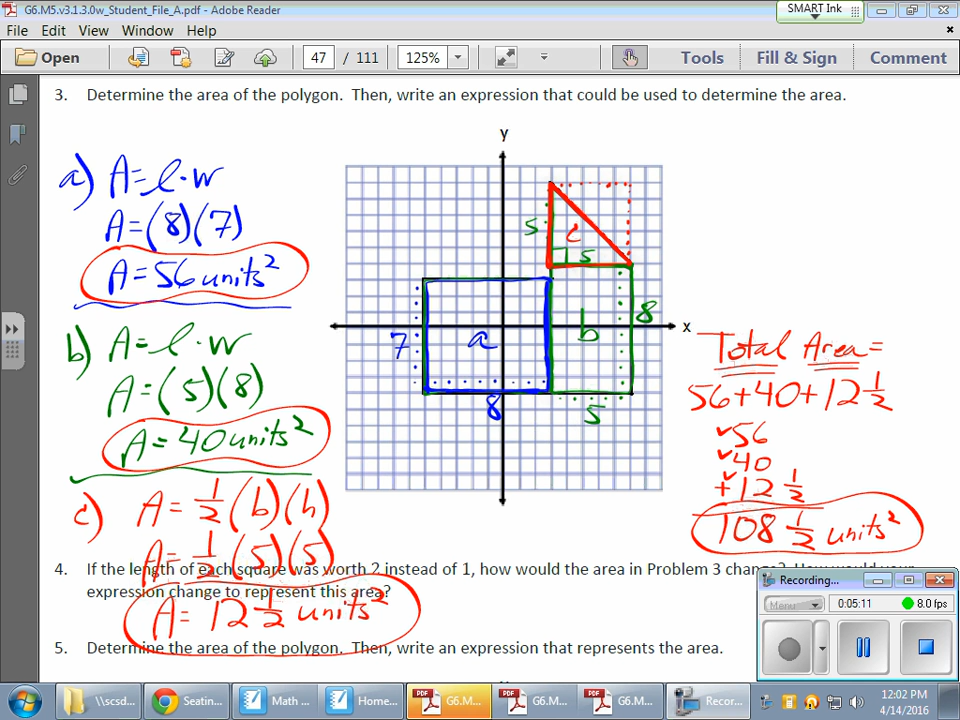 G6.M5.v3.1.3.0w_Student_File_A.pdf - Adobe Reader
SMART Ink
File Edit View Window Help
Open 47 / 111 125% Tools Fill & Sign Comment
3. Determine the area of the polygon. Then, write an expression that could be used to determine the area.
y
x
a) A = l · w
A = (8)(7)
A = 56 units²
b) A = l · w
A = (5)(8)
A = 40 units²
c) A = 1/2 (b)(h)
A = 1/2 (5)(5)
A = 12 1/2 units²
5
c
5
7
a
b
8
8
5
Total Area =
56+40+12 1/2
56
40
+12 1/2
108 1/2 units²
4. If the length of each square was worth 2 instead of 1, how would the area in Problem 3 change? How would your
expression change to represent this area?
5. Determine the area of the polygon. Then, write an expression that represents the area.
Recording...
Menu 0:05:11 8.0 fps
\\scsd... Seatin... Math ... Home... G6.M... G6.M... G6.M... Recor...
12:02 PM
4/14/2016